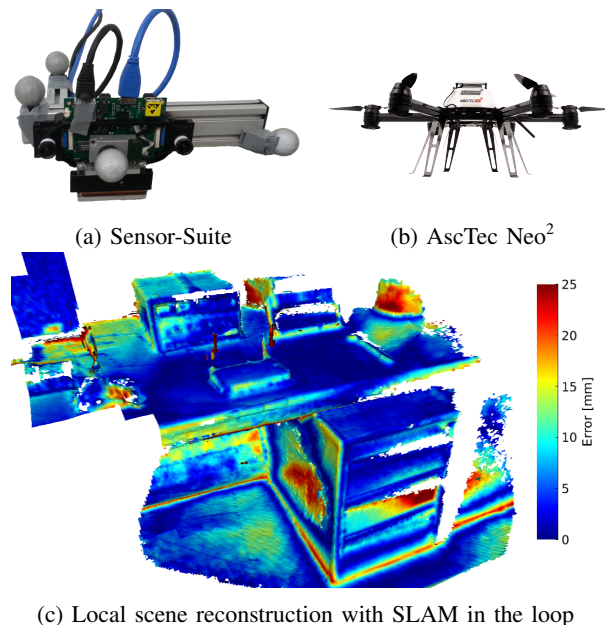 ASCTEC
(a) Sensor-Suite
(b) AscTec Neo²
25
20
15
10
5
0
Error [mm]
(c) Local scene reconstruction with SLAM in the loop